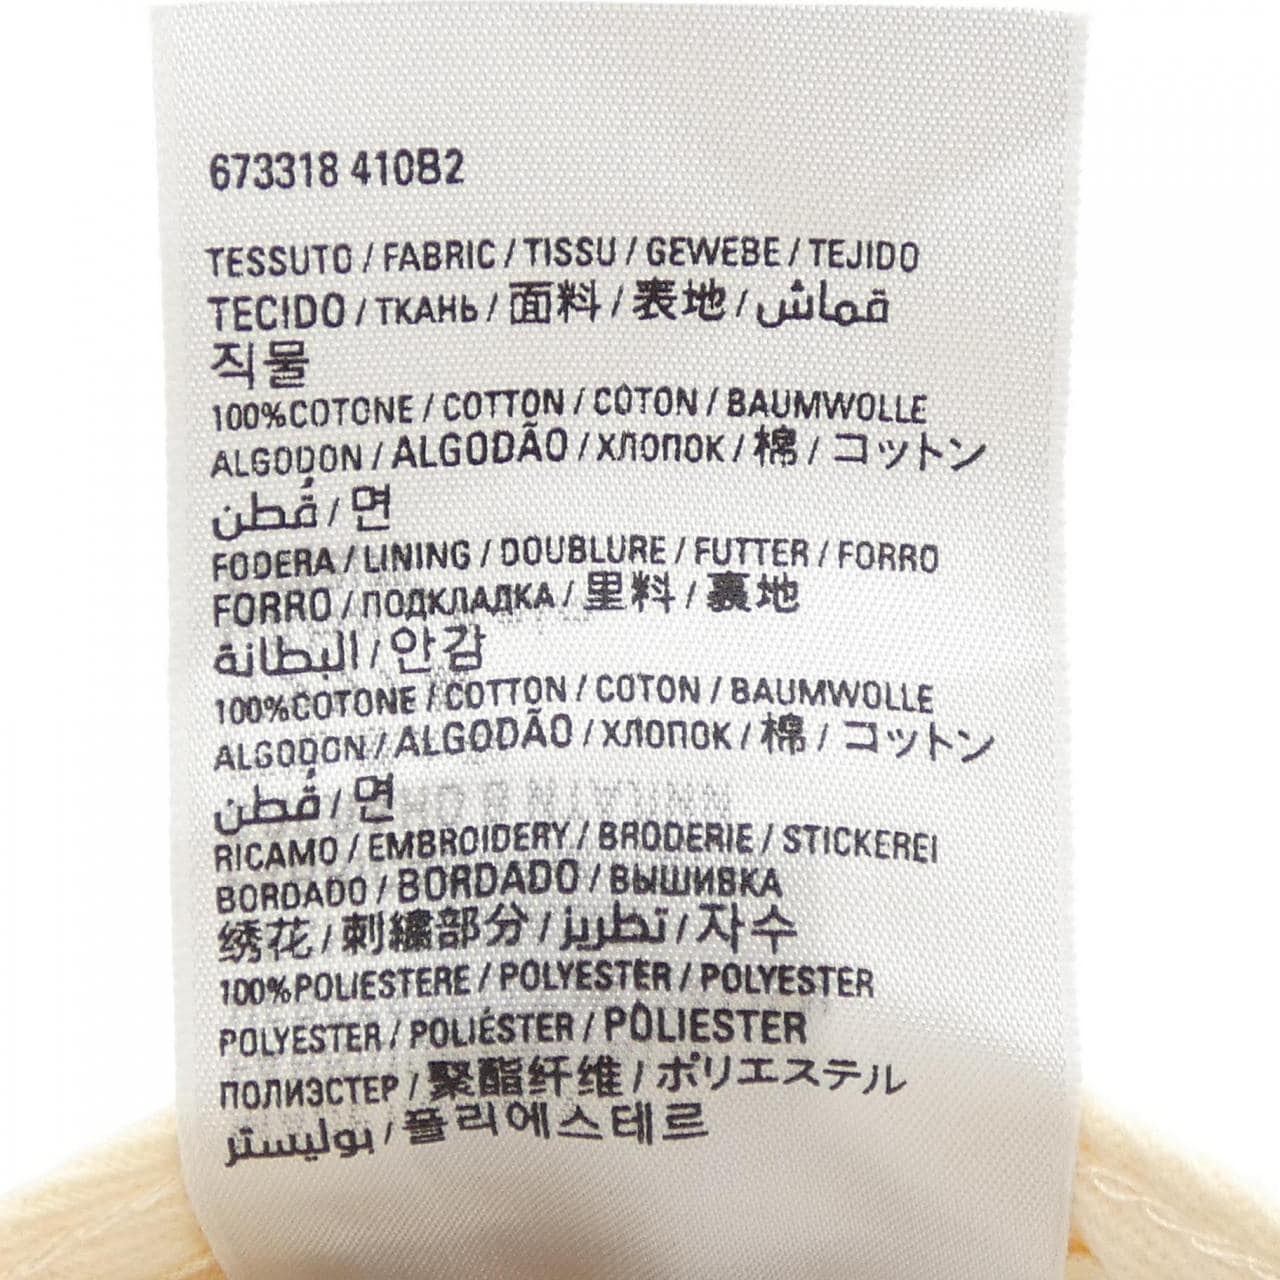 673318 410B2
TESSUTO / FABRIC / TISSU / GEWEBE / TEJIDO
TECIDO / ТКАНЬ / 面料 / 表地 / قماش
직물
100%COTONE / COTTON / COTON / BAUMWOLLE
ALGODON / ALGODÃO / ХЛОПОК / 棉 / コットン
قُطن / 면
FODERA / LINING / DOUBLURE / FUTTER / FORRO
FORRO / ПОДКЛАДКА / 里料 / 裏地
البطانة / 안감
100%COTONE / COTTON / COTON / BAUMWOLLE
ALGODON / ALGODÃO / ХЛОПОК / 棉 / コットン
قُطن / 면
RICAMO / EMBROIDERY / BRODERIE / STICKEREI
BORDADO / BORDADO / ВЫШИВКА
绣花 / 刺繍部分 / تطريز / 자수
100%POLIESTERE / POLYESTER / POLYESTER
POLYESTER / POLIÉSTER / POLIESTER
ПОЛИЭСТЕР / 聚酯纤维 / ポリエステル
بوليستر / 폴리에스테르